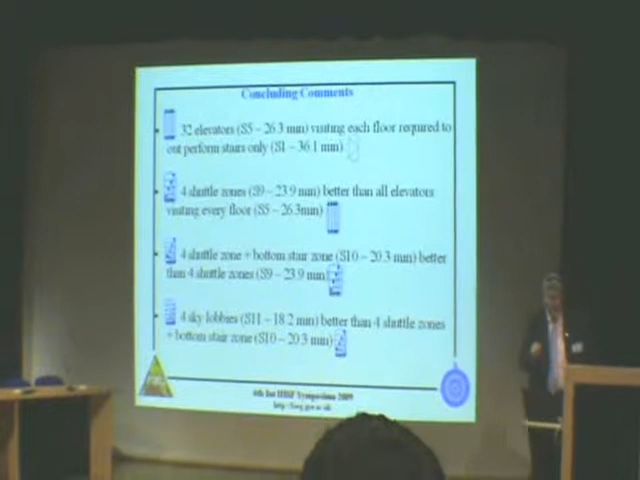 Concluding Comments
32 elevators (S5 – 26.3 min) visiting each floor required to
out perform stairs only (S1 – 36.1 min)
4 shuttle zones (S9 – 23.9 min) better than all elevators
visiting every floor (S5 – 26.3min)
4 shuttle zone + bottom stair zone (S10 – 20.3 min) better
than 4 shuttle zones (S9 – 23.9 min)
4 sky lobbies (S11 – 18.2 min) better than 4 shuttle zones
+ bottom stair zone (S10 – 20.3 min)
4th Int HBiF Symposium 2009